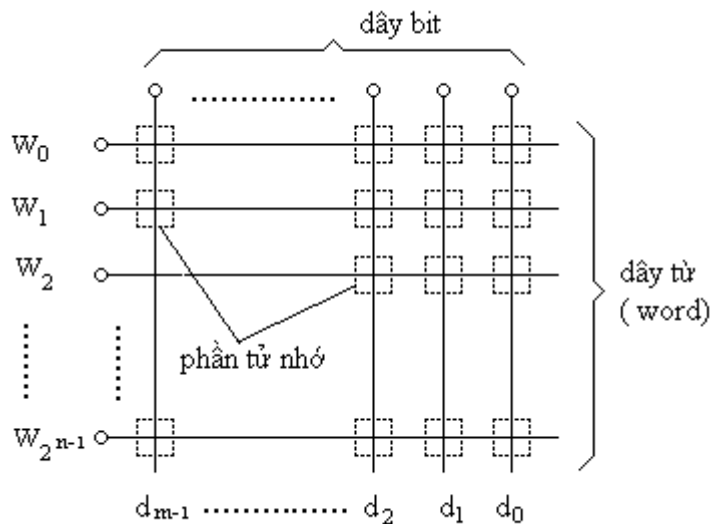 dây bit
W0
W1
W2
dây từ
( word)
phần tử nhớ
W2n-1
dm-1 d2 d1 d0